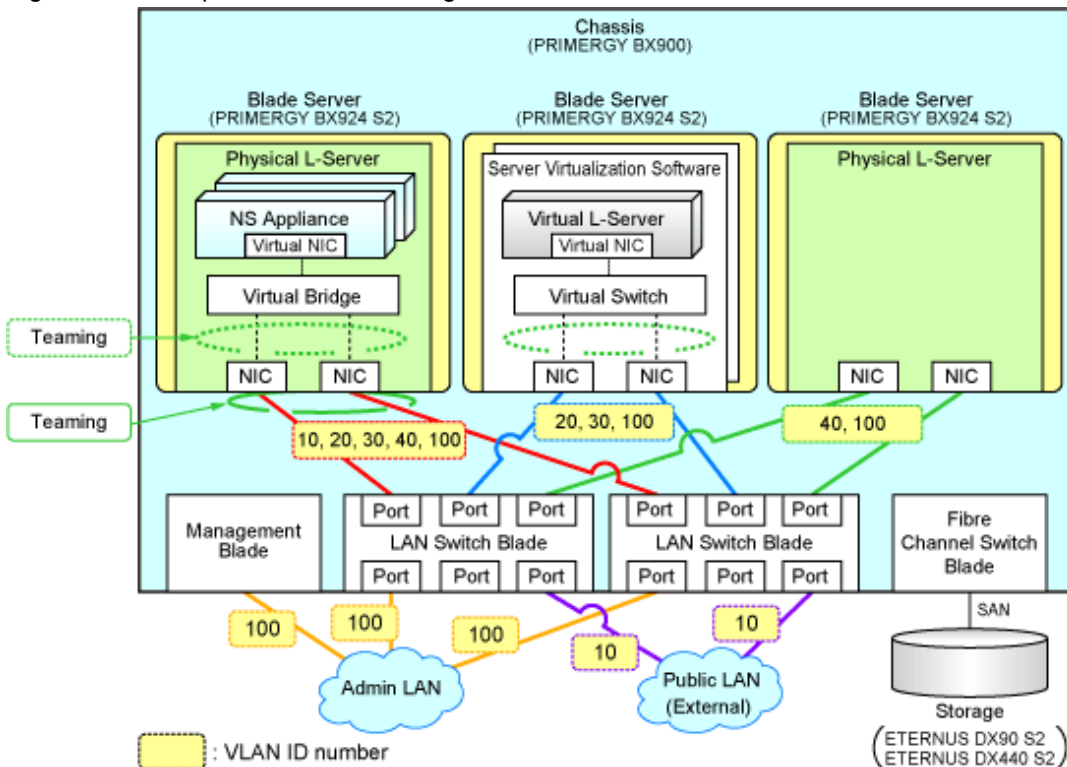 Chassis
(PRIMERGY BX900)
Blade Server
(PRIMERGY BX924 S2)
Blade Server
(PRIMERGY BX924 S2)
Blade Server
(PRIMERGY BX924 S2)
Physical L-Server
NS Appliance
Virtual NIC
Virtual Bridge
NIC
NIC
Server Virtualization Software
Virtual L-Server
Virtual NIC
Virtual Switch
NIC
NIC
Physical L-Server
NIC
NIC
Teaming
Teaming
10, 20, 30, 40, 100
20, 30, 100
40, 100
Management
Blade
Port
Port
Port
LAN Switch Blade
Port
Port
Port
Port
Port
Port
LAN Switch Blade
Port
Port
Port
Fibre
Channel Switch
Blade
100
100
100
10
10
SAN
Admin LAN
Public LAN
(External)
Storage
(ETERNUS DX90 S2
ETERNUS DX440 S2)
: VLAN ID number